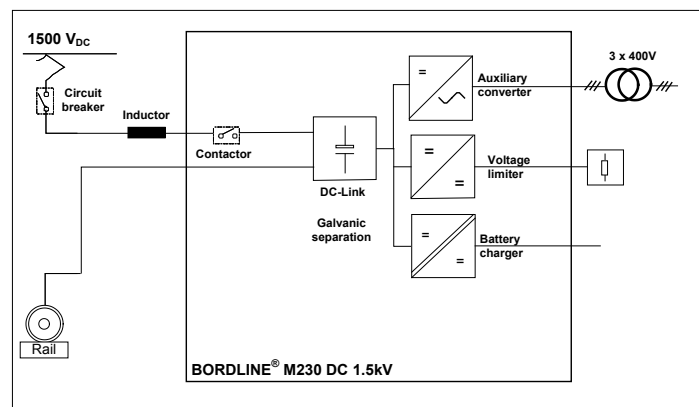 1500 VDC
Circuit
breaker
Inductor
Contactor
DC-Link
Galvanic
separation
=
Auxiliary
converter
3 x 400V
=
=
Voltage
limiter
=
=
Battery
charger
Rail
BORDLINE® M230 DC 1.5kV